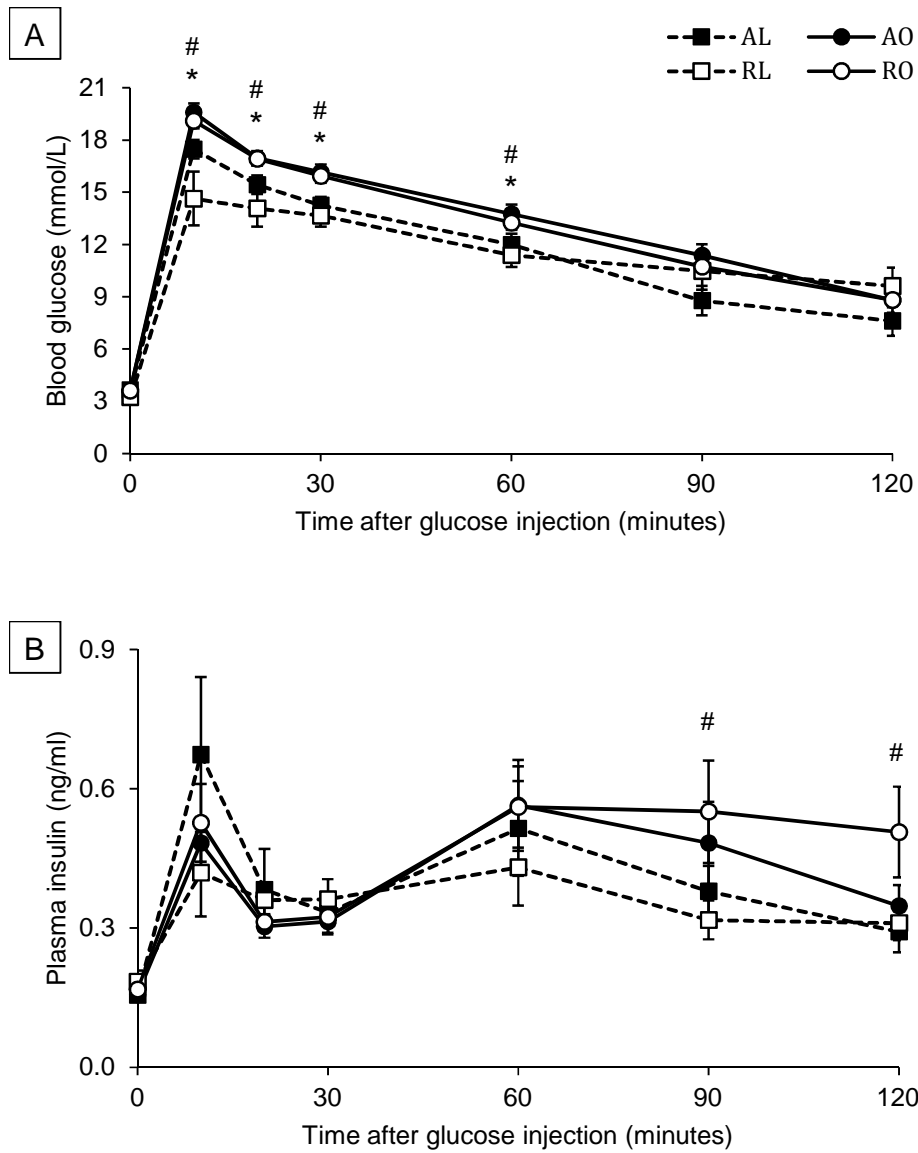 A
AL AO
RL RO
# # # #
* * * *
21
18
15
12
9
6
3
0
Blood glucose (mmol/L)
0 30 60 90 120
Time after glucose injection (minutes)
B
# #
0.9
0.6
0.3
0.0
Plasma insulin (ng/ml)
0 30 60 90 120
Time after glucose injection (minutes)